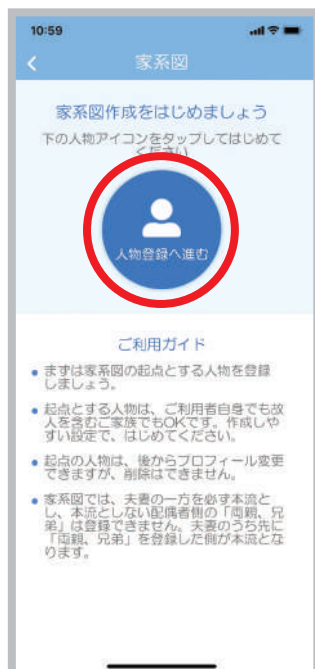 10:59
家系図
家系図作成をはじめましょう
下の人物アイコンをタップしてはじめて
ください
人物登録へ進む
ご利用ガイド
まずは家系図の起点とする人物を登録
しましょう。
起点とする人物は、ご利用者自身でも故
人を含むご家族でもOKです。作成しや
すい設定で、はじめてください。
起点の人物は、後からプロフィール変更
できますが、削除はできません。
家系図では、夫妻の一方を必ず本流と
し、本流としない配偶者側の「両親、兄
弟」は登録できません。夫妻のうち先に
「両親、兄弟」を登録した側が本流とな
ります。